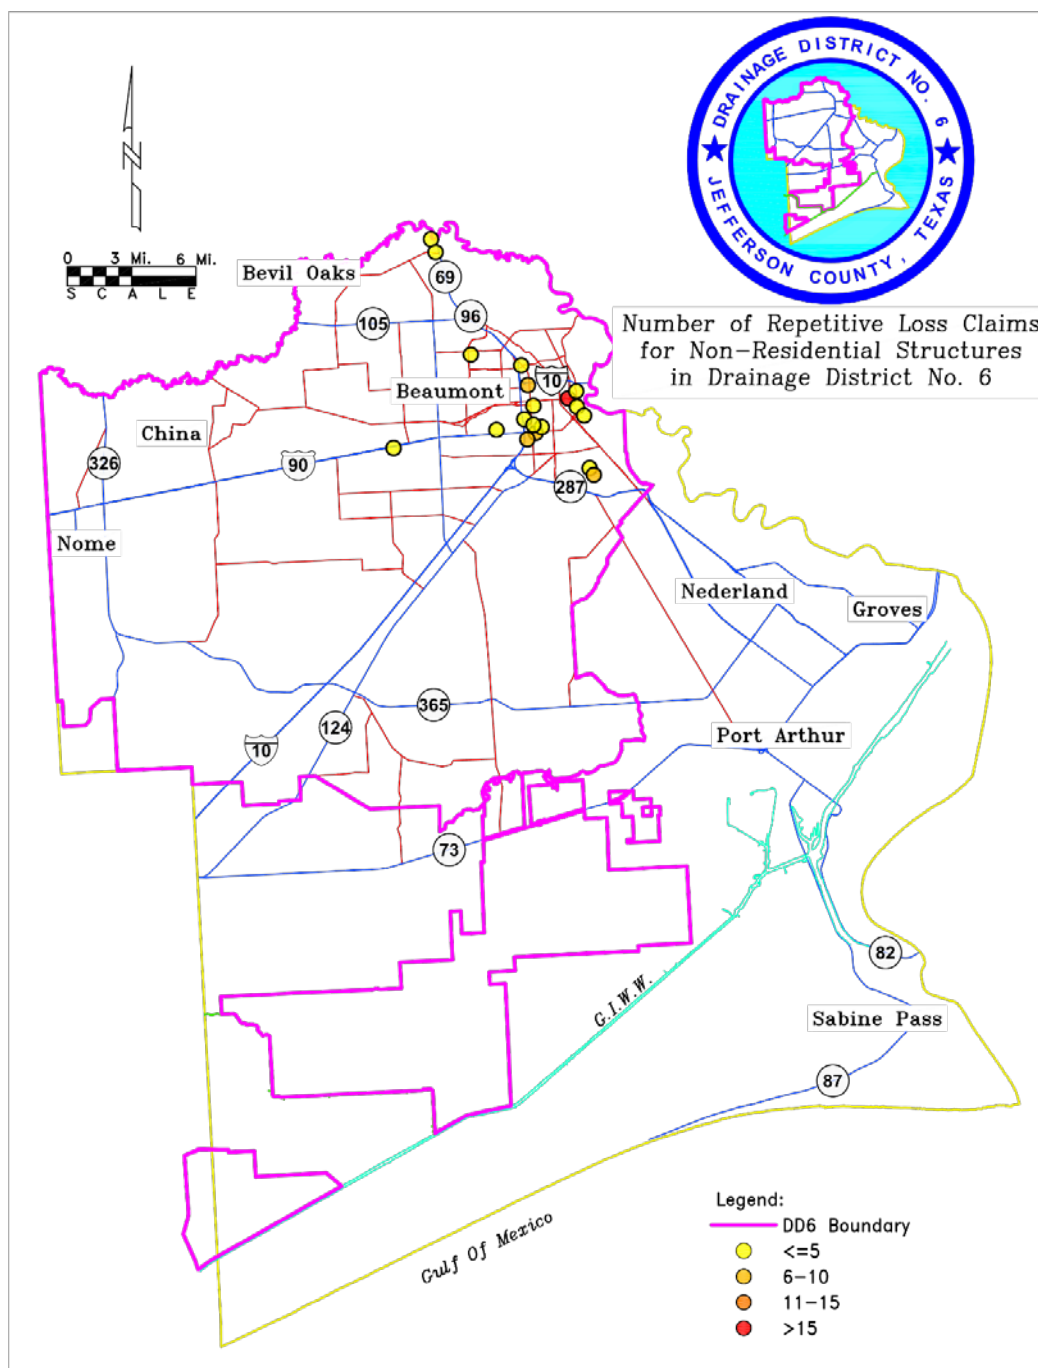 DRAINAGE DISTRICT NO. 6
JEFFERSON COUNTY, TEXAS
N
0 3 Mi. 6 Mi.
S C A L E
Number of Repetitive Loss Claims
for Non-Residential Structures
in Drainage District No. 6
Bevil Oaks
69
105
96
Beaumont
10
China
326
90
287
Nome
Nederland
Groves
365
124
10
Port Arthur
73
82
G.I.W.W.
Sabine Pass
87
Gulf Of Mexico
Legend:
DD6 Boundary
<=5
6-10
11-15
>15